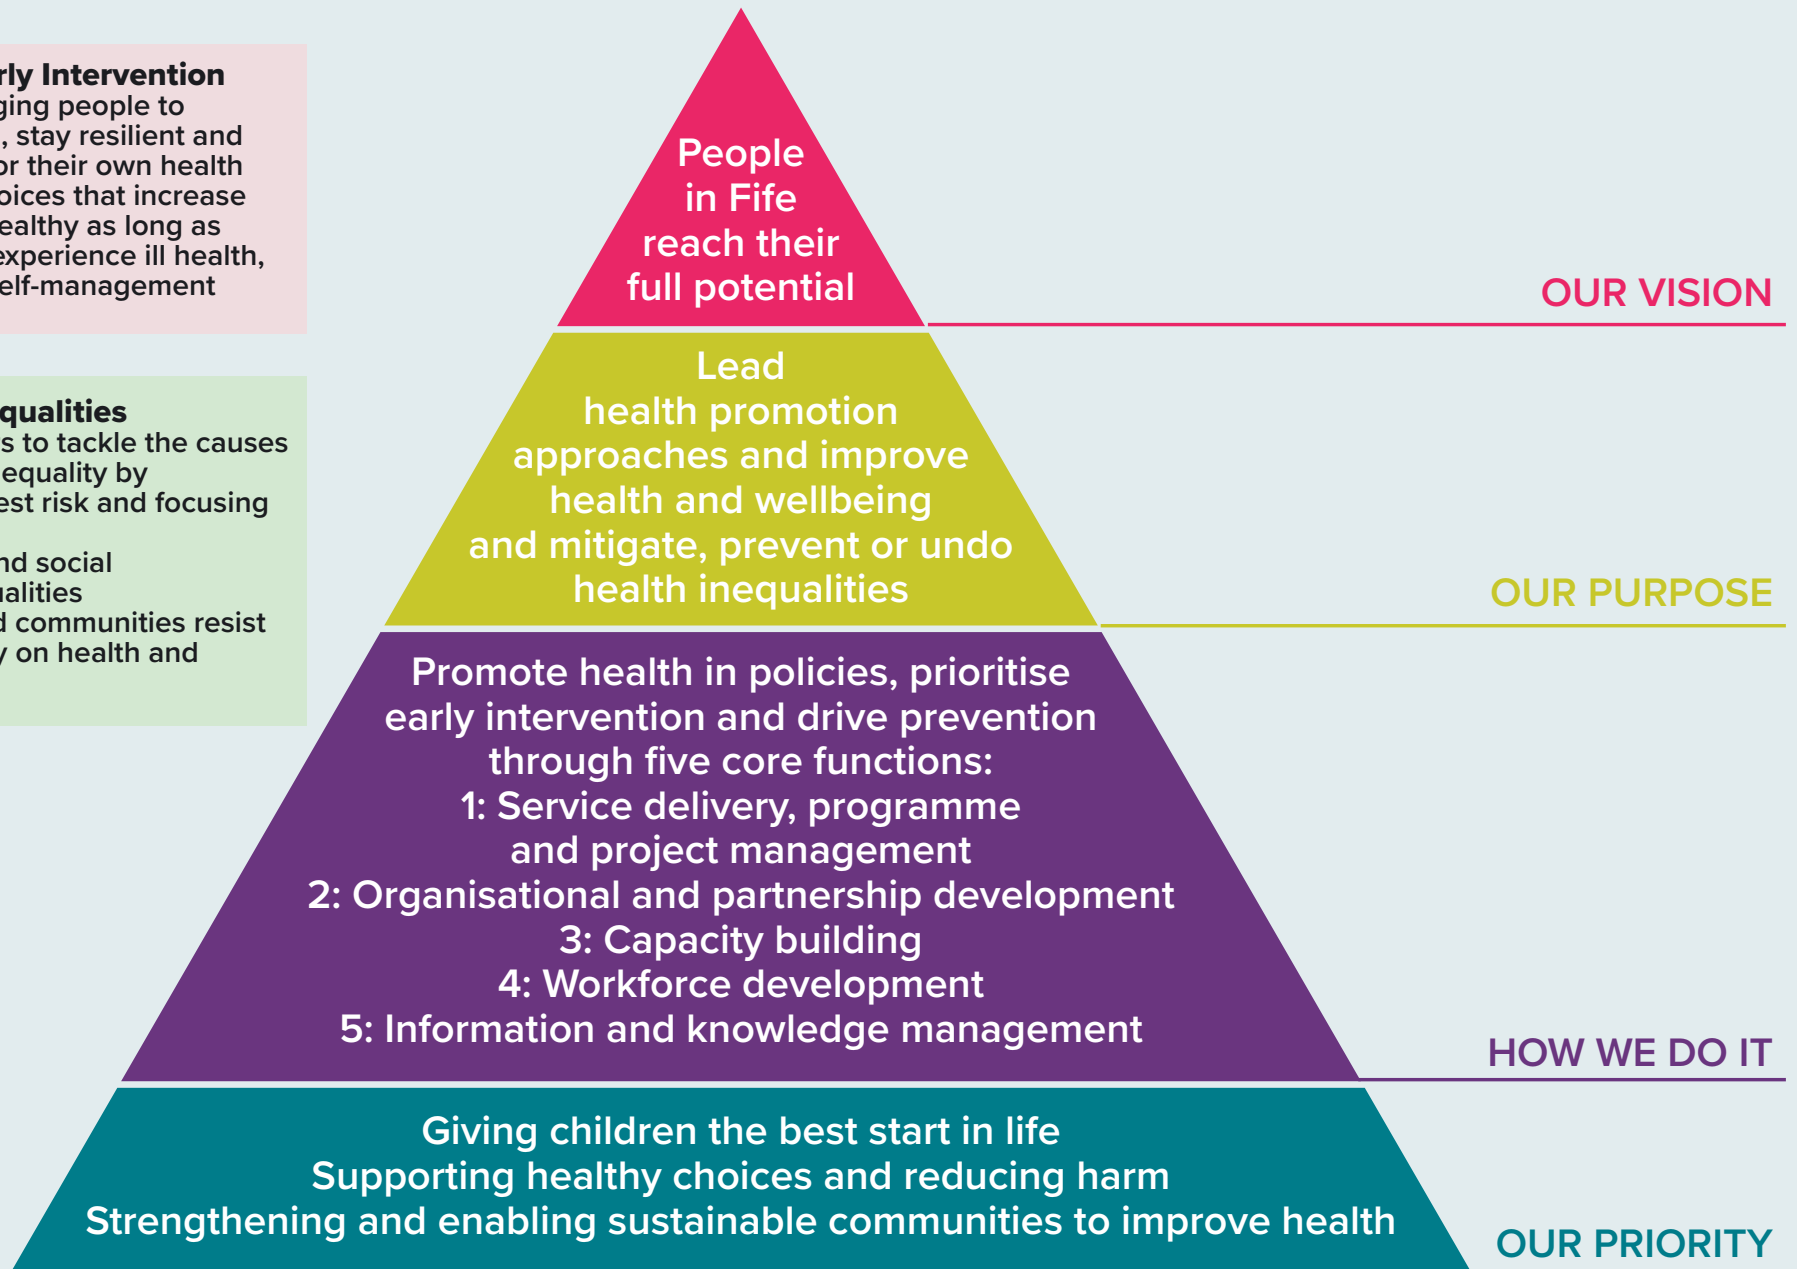 rly Intervention
ging people to
, stay resilient and
or their own health
oices that increase
ealthy as long as
experience ill health,
elf-management
qualities
s to tackle the causes
equality by
est risk and focusing
nd social
ualities
d communities resist
y on health and
People
in Fife
reach their
full potential
OUR VISION
Lead
health promotion
approaches and improve
health and wellbeing
and mitigate, prevent or undo
health inequalities
OUR PURPOSE
Promote health in policies, prioritise
early intervention and drive prevention
through five core functions:
1: Service delivery, programme
and project management
2: Organisational and partnership development
3: Capacity building
4: Workforce development
5: Information and knowledge management
HOW WE DO IT
Giving children the best start in life
Supporting healthy choices and reducing harm
Strengthening and enabling sustainable communities to improve health
OUR PRIORITY